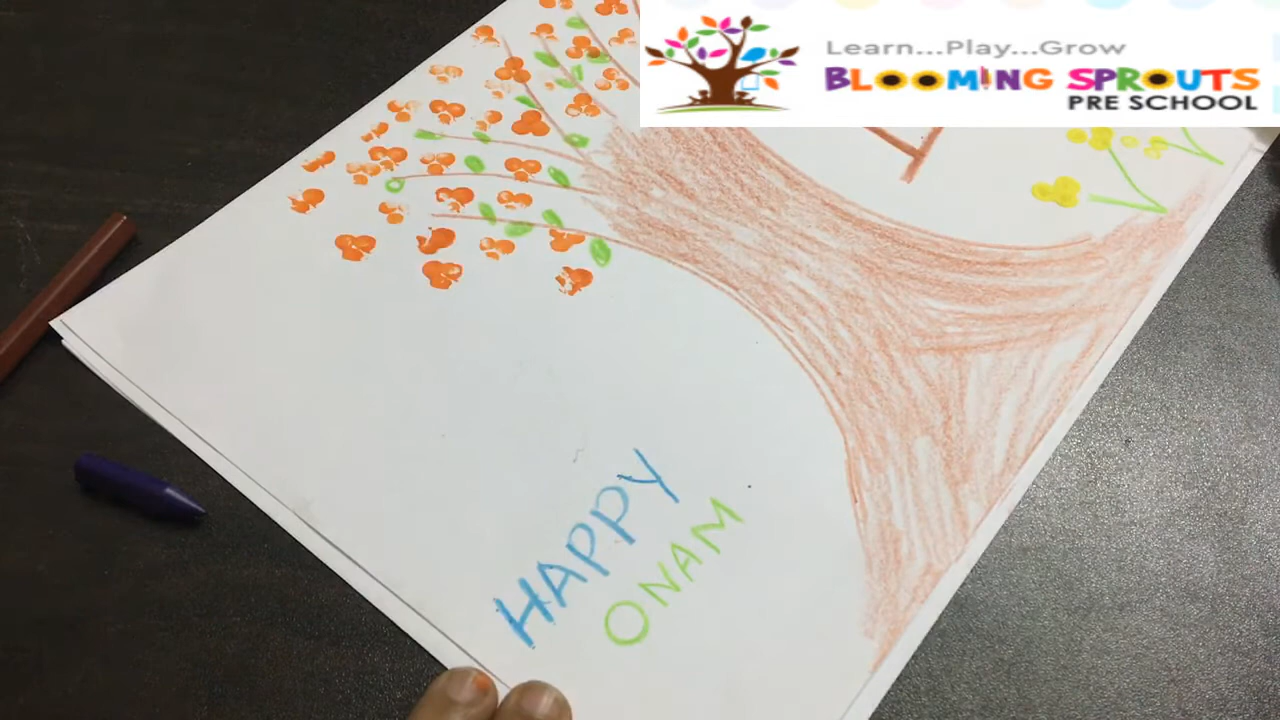 Learn...Play...Grow
BLOOMING SPROUTS
PRE SCHOOL
HAPPY
ONAM